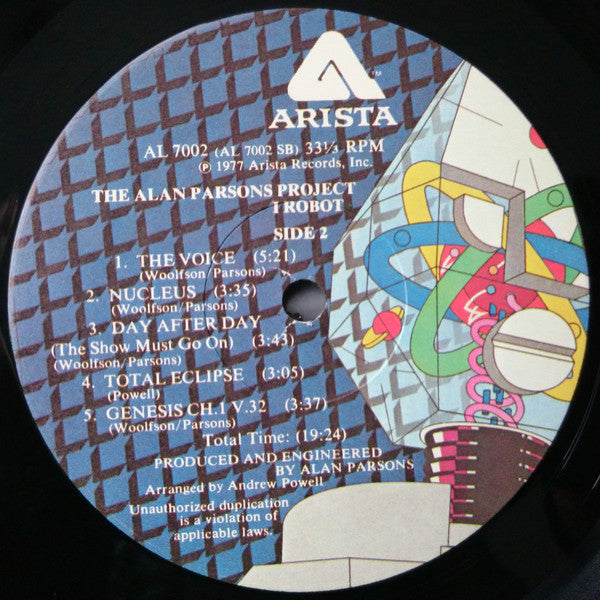 ™
ARISTA
AL 7002 (AL 7002 SB) 33⅓ RPM
℗ 1977 Arista Records, Inc.
THE ALAN PARSONS PROJECT
I ROBOT
SIDE 2
1. THE VOICE (5:21)
(Woolfson/Parsons)
2. NUCLEUS (3:35)
(Woolfson/Parsons)
3. DAY AFTER DAY
(The Show Must Go On) (3:43)
(Woolfson/Parsons)
4. TOTAL ECLIPSE (3:05)
(Powell)
5. GENESIS CH.1 V.32 (3:37)
(Woolfson/Parsons)
Total Time: (19:24)
PRODUCED AND ENGINEERED
BY ALAN PARSONS
Arranged by Andrew Powell
Unauthorized duplication
is a violation of
applicable laws.